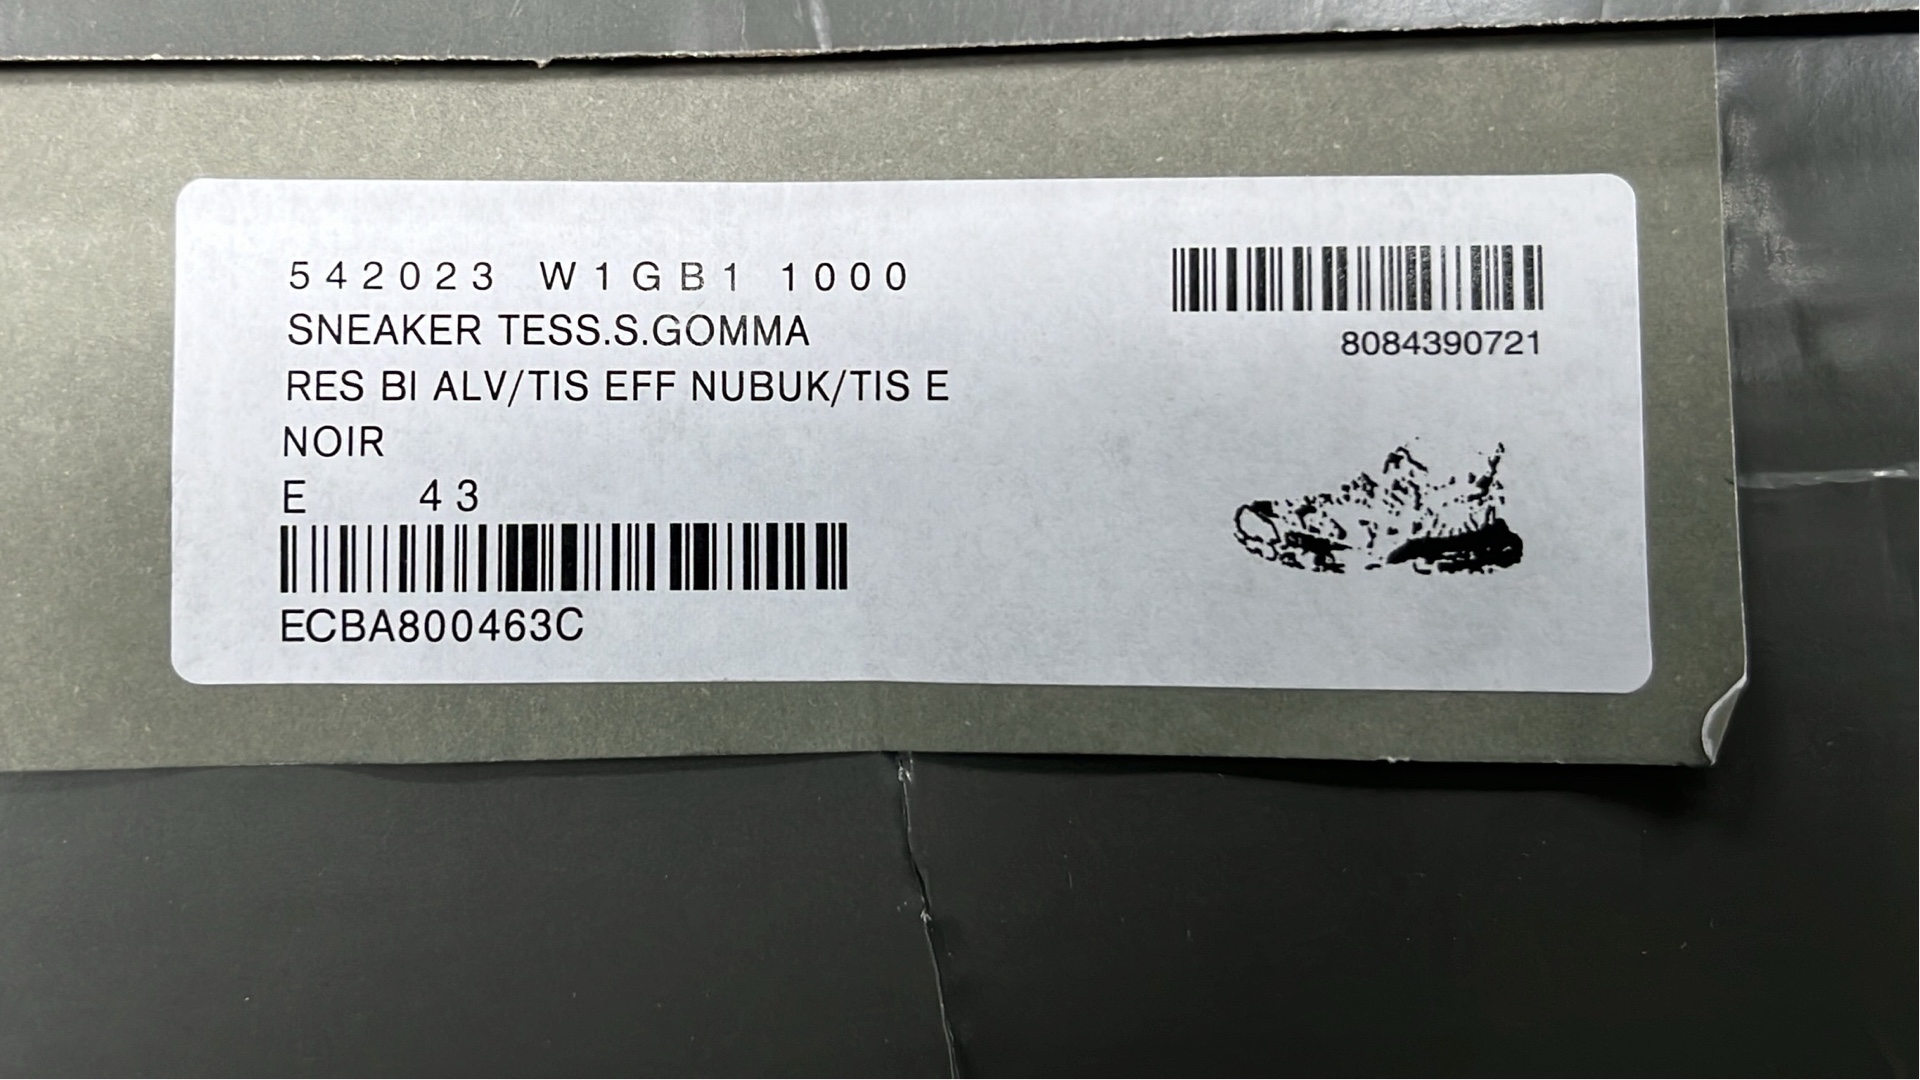 542023 W1GB1 1000
SNEAKER TESS.S.GOMMA
RES BI ALV/TIS EFF NUBUK/TIS E
NOIR
E 43
ECBA800463C
8084390721